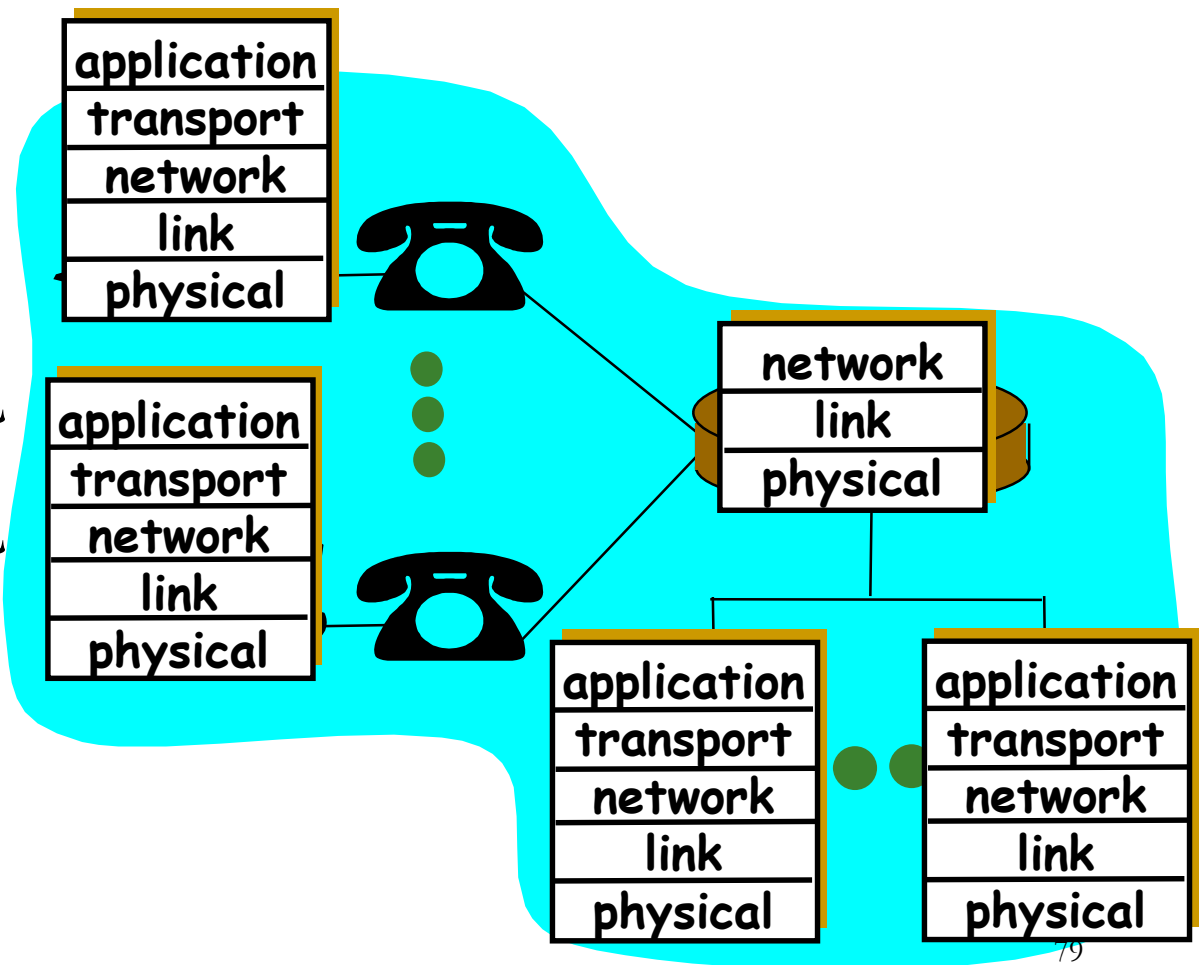 application
transport
network
link
physical
application
transport
network
link
physical
network
link
physical
application
transport
network
link
physical
application
transport
network
link
physical
79